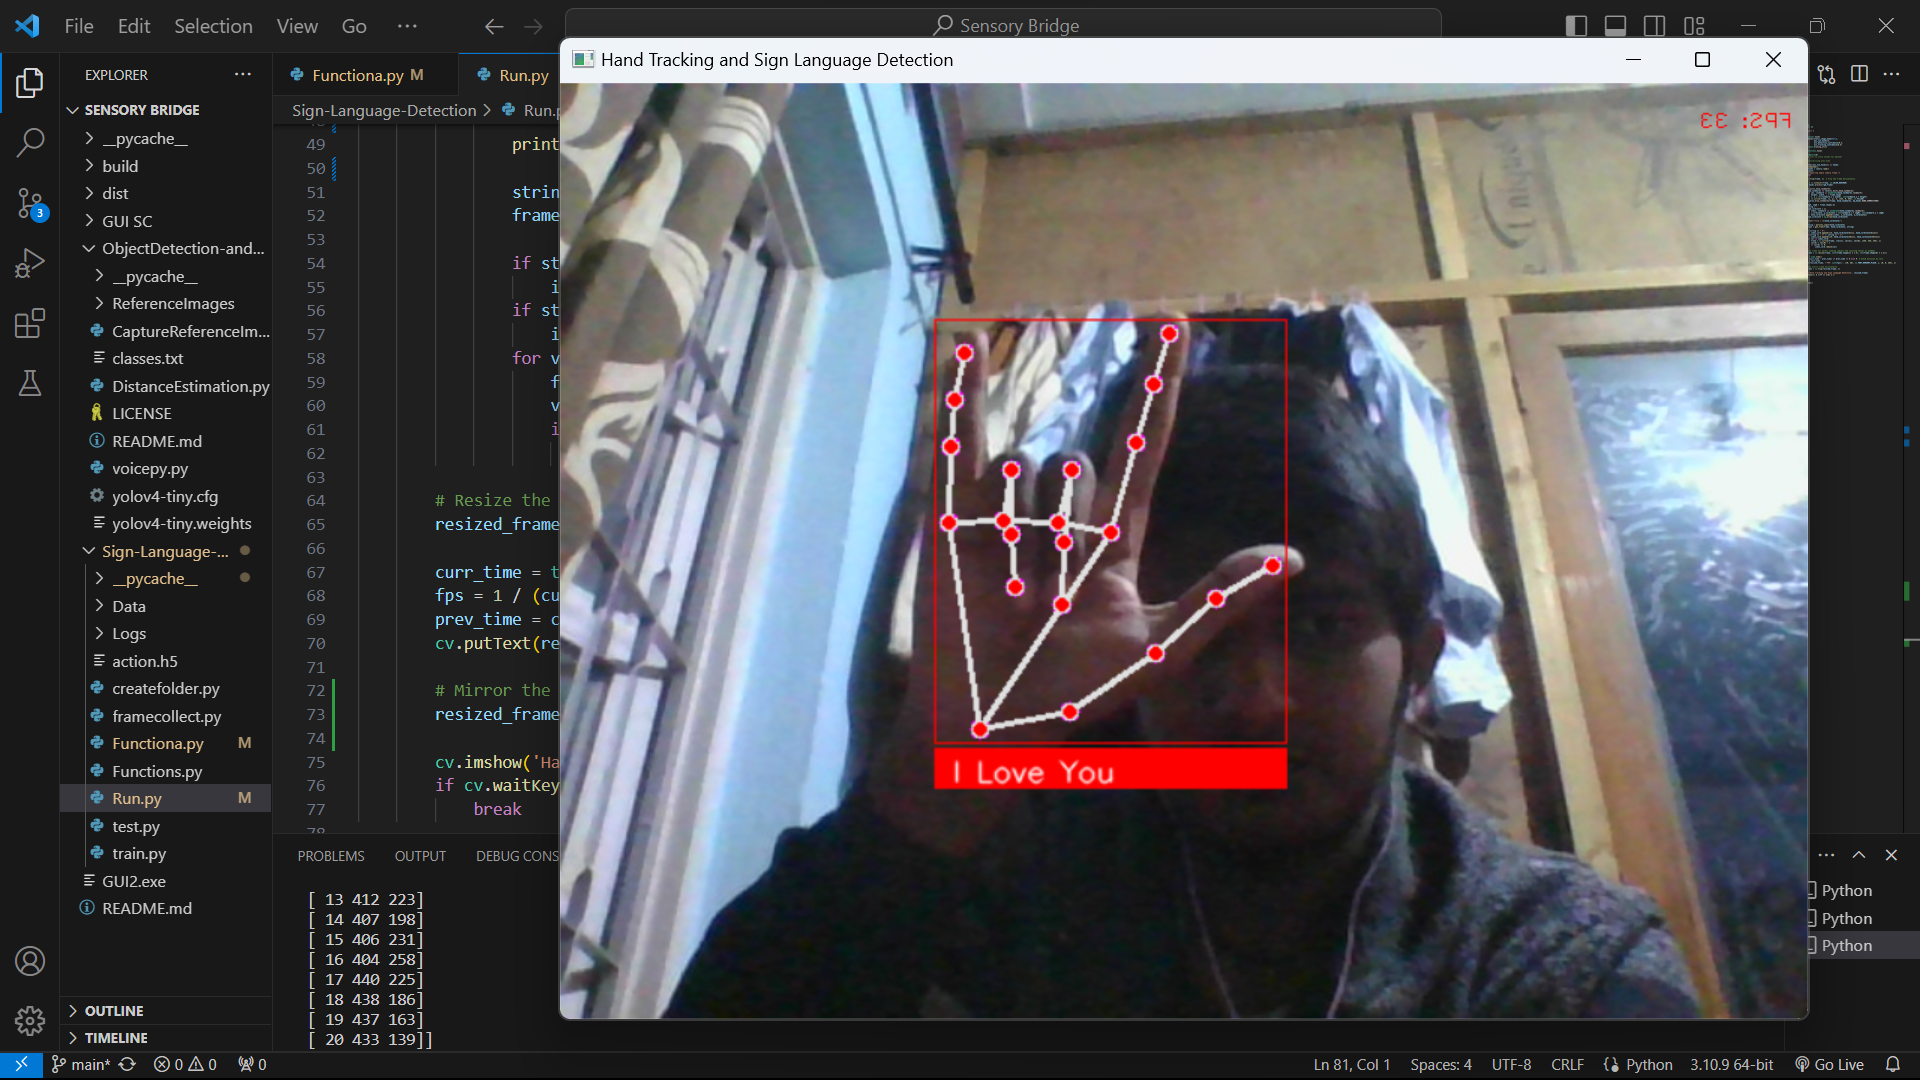 File Edit Selection View Go ···
Sensory Bridge
EXPLORER ···
SENSORY BRIDGE
__pycache__
build
dist
GUI SC
ObjectDetection-and...
__pycache__
ReferenceImages
CaptureReferenceIm...
classes.txt
DistanceEstimation.py
LICENSE
README.md
voicepy.py
yolov4-tiny.cfg
yolov4-tiny.weights
Sign-Language-...
__pycache__
Data
Logs
action.h5
createfolder.py
framecollect.py
Functiona.py M
Functions.py
Run.py M
test.py
train.py
GUI2.exe
README.md
OUTLINE
TIMELINE
3
Functiona.py M Run.py
Sign-Language-Detection > Run.p
49 print
50
51 strin
52 frame
53
54 if st
55 i
56 if st
57 i
58 for v
59 f
60 v
61 i
62
63
64 # Resize the
65 resized_frame
66
67 curr_time = t
68 fps = 1 / (cu
69 prev_time = c
70 cv.putText(re
71
72 # Mirror the
73 resized_frame
74
75 cv.imshow('Ha
76 if cv.waitKey
77 break
78
PROBLEMS OUTPUT DEBUG CONS
[ 13 412 223]
[ 14 407 198]
[ 15 406 231]
[ 16 404 258]
[ 17 440 225]
[ 18 438 186]
[ 19 437 163]
[ 20 433 139]]
Hand Tracking and Sign Language Detection
FPS: 33
I Love You
Python
Python
Python
main* 0 0 0
Ln 81, Col 1 Spaces: 4 UTF-8 CRLF Python 3.10.9 64-bit Go Live